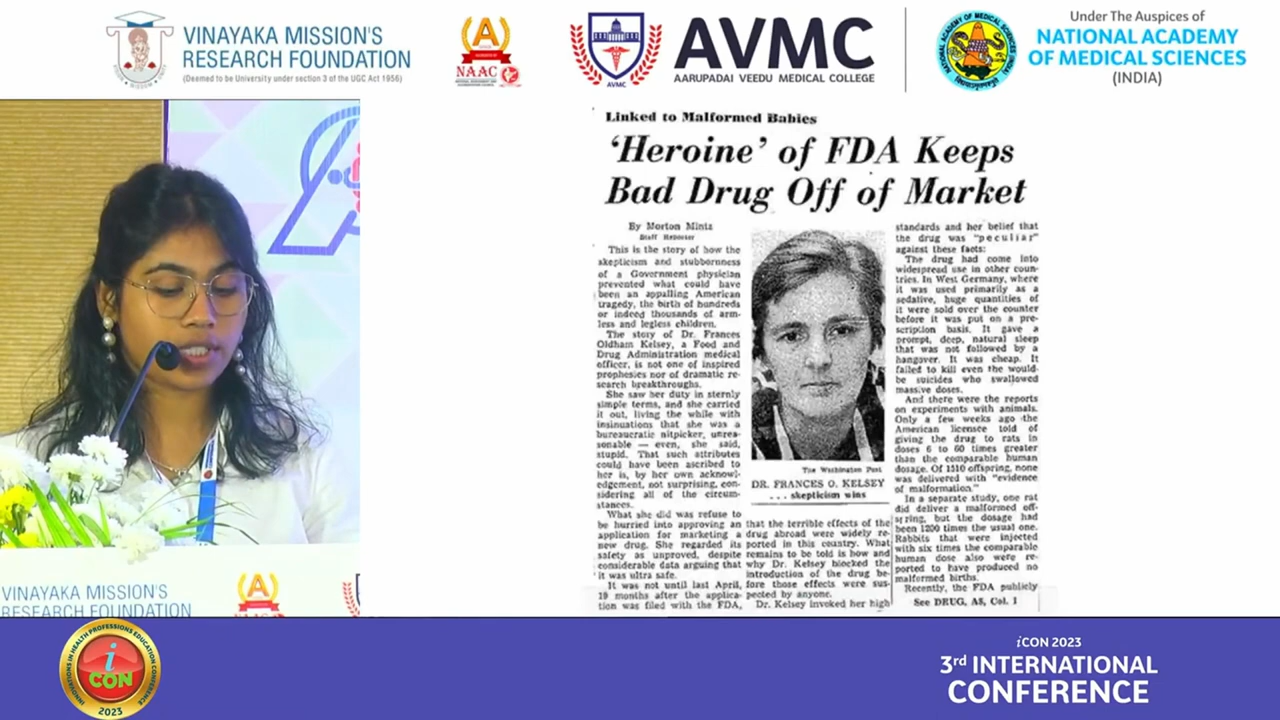 VINAYAKA MISSION'S
RESEARCH FOUNDATION
(Deemed to be University under section 3 of the UGC Act 1956)
NAAC
AVMC
AVMC
AARUPADAI VEEDU MEDICAL COLLEGE
Under The Auspices of
NATIONAL ACADEMY
OF MEDICAL SCIENCES
(INDIA)
Linked to Malformed Babies
'Heroine' of FDA Keeps
Bad Drug Off of Market
By Morton Mintz
Staff Reporter
This is the story of how the
skepticism and stubbornness
of a Government physician
prevented what could have
been an appalling American
tragedy, the birth of hundreds
or indeed thousands of arm-
less and legless children.
The story of Dr. Frances
Oldham Kelsey, a Food and
Drug Administration medical
officer, is not one of inspired
prophesies nor of dramatic re-
search breakthroughs.
She saw her duty in sternly
simple terms, and she carried
it out, living the while with
insinuations that she was a
bureaucratic nitpicker, unrea-
sonable — even, she said,
stupid. That such attributes
could have been ascribed to
her is, by her own acknowl-
edgement, not surprising, con-
sidering all of the circum-
stances.
What she did was refuse to
be hurried into approving an
application for marketing a
new drug. She regarded its
safety as unproved, despite
considerable data arguing that
it was ultra safe.
It was not until last April,
19 months after the applica-
tion was filed with the FDA,
The Washington Post
DR. FRANCES O. KELSEY
. . . skepticism wins
that the terrible effects of the
drug abroad were widely re-
ported in this country. What
remains to be told is how and
why Dr. Kelsey blocked the
introduction of the drug be-
fore those effects were sus-
pected by anyone.
Dr. Kelsey invoked her high
standards and her belief that
the drug was "peculiar"
against these facts:
The drug had come into
widespread use in other coun-
tries. In West Germany, where
it was used primarily as a
sedative, huge quantities of
it were sold over the counter
before it was put on a pre-
scription basis. It gave a
prompt, deep, natural sleep
that was not followed by a
hangover. It was cheap. It
failed to kill even the would-
be suicides who swallowed
massive doses.
And there were the reports
on experiments with animals.
Only a few weeks ago the
American licensee told of
giving the drug to rats in
doses 6 to 60 times greater
than the comparable human
dosage. Of 1510 offspring, none
was delivered with "evidence
of malformation."
In a separate study, one rat
did deliver a malformed off-
spring, but the dosage had
been 1200 times the usual one.
Rabbits that were injected
with six times the comparable
human dose also were re-
ported to have produced no
malformed births.
Recently, the FDA publicly
See DRUG, A8, Col. 1
VINAYAKA MISSION'S
RESEARCH FOUNDATION
INNOVATIONS IN HEALTH PROFESSIONS EDUCATION CONFERENCE
iCON
2023
iCON 2023
3rd INTERNATIONAL
CONFERENCE